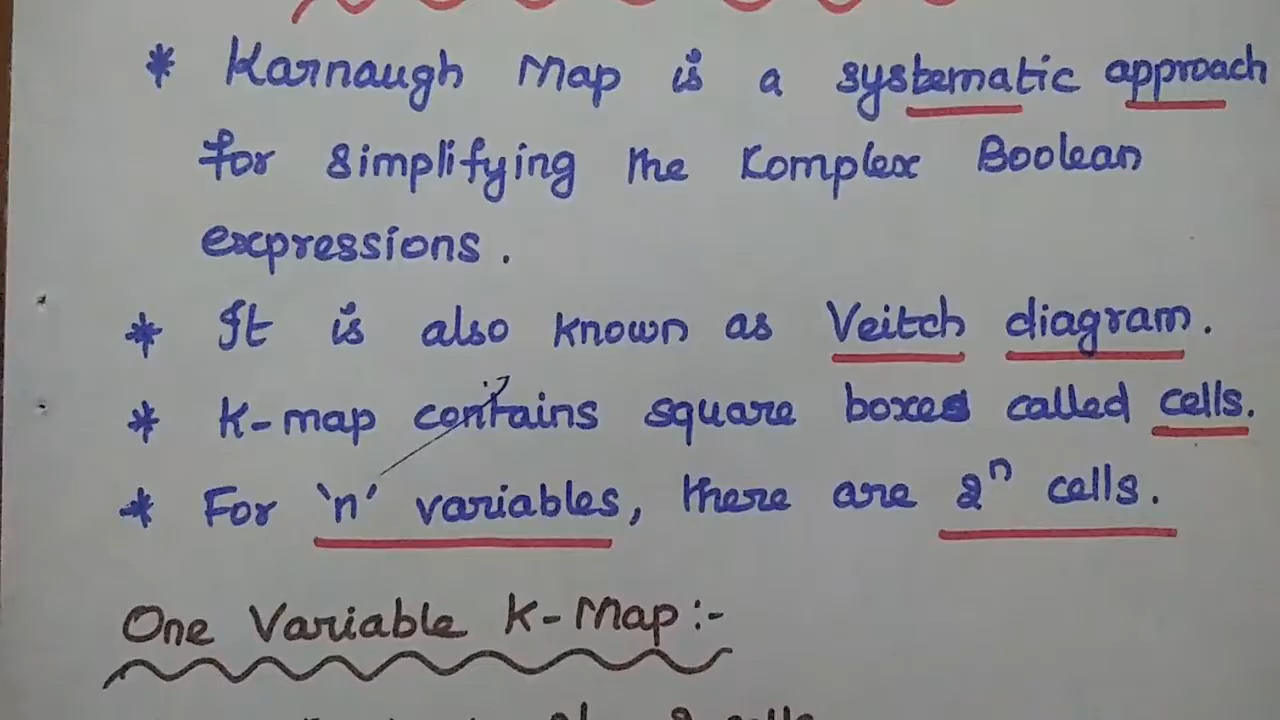 * Karnaugh Map is a systematic approach
for simplifying the Complex Boolean
expressions.
* It is also known as Veitch diagram.
* K-map contains square boxes called cells.
* For 'n' variables, there are 2ⁿ cells.
One Variable K-Map:-